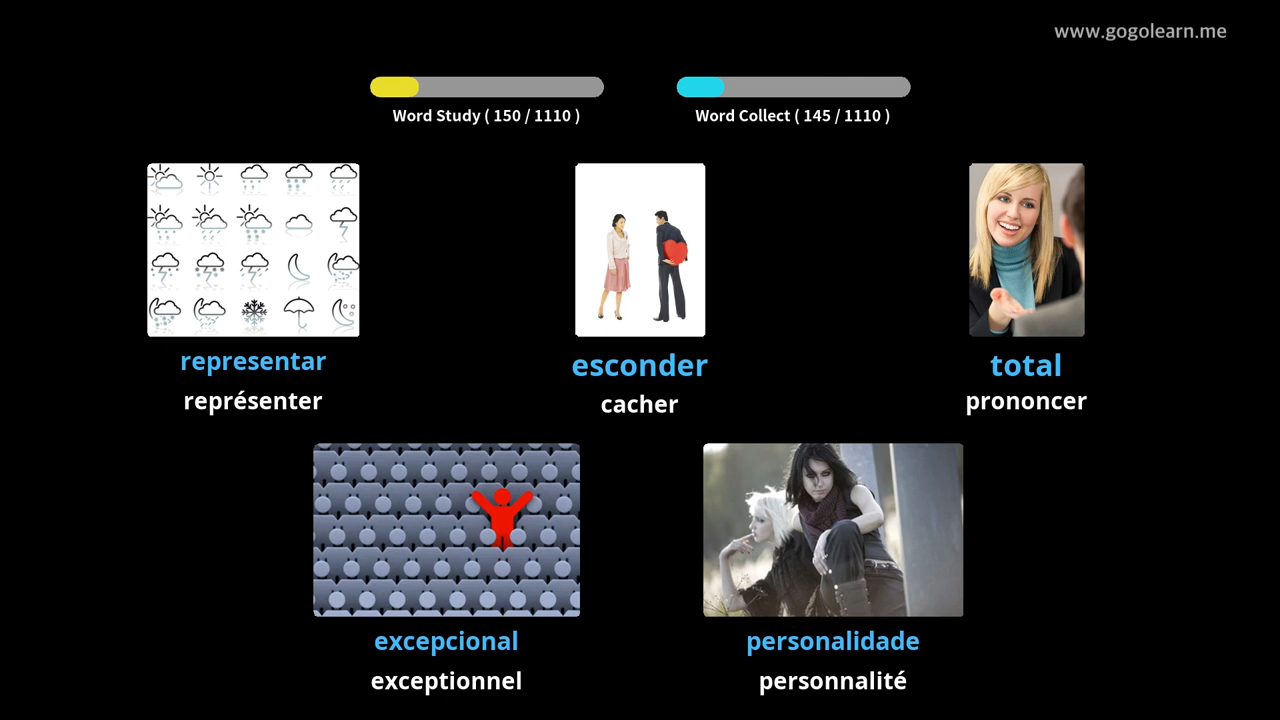 www.gogolearn.me
Word Study ( 150 / 1110 )
Word Collect ( 145 / 1110 )
representar
représenter
esconder
cacher
total
prononcer
excepcional
exceptionnel
personalidade
personnalité